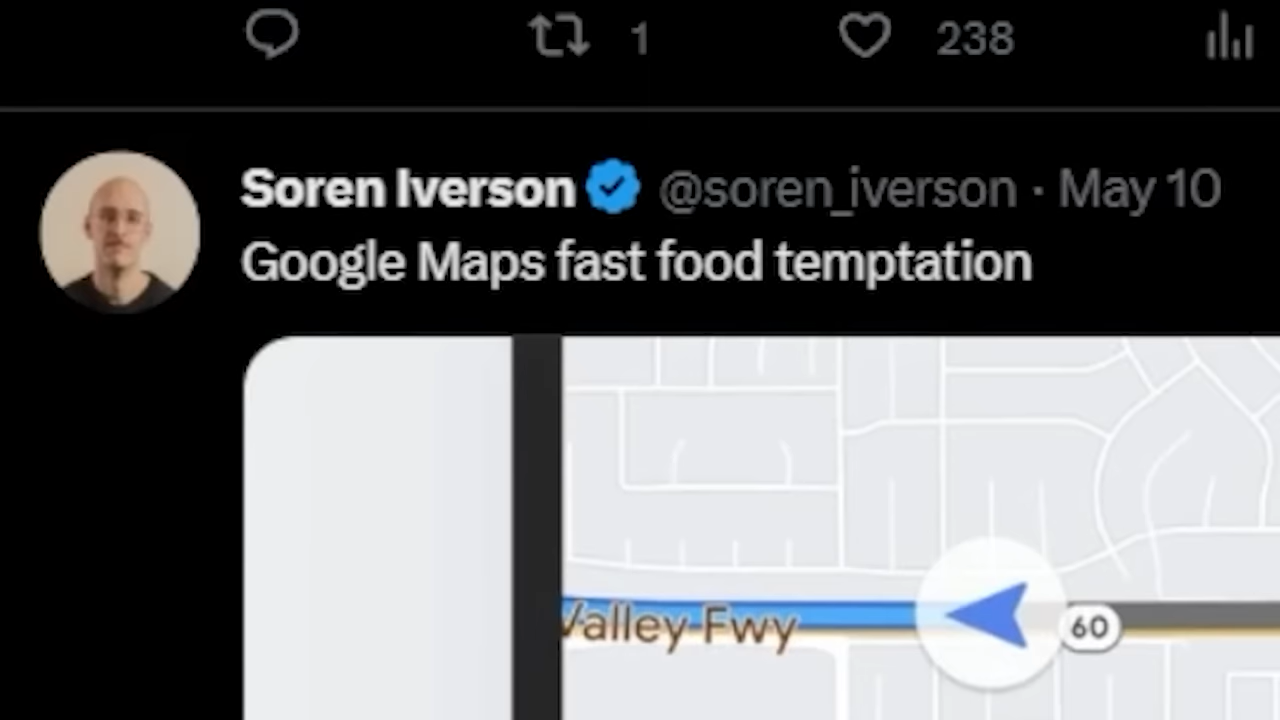 1 238
Soren Iverson @soren_iverson · May 10
Google Maps fast food temptation
Valley Fwy
60